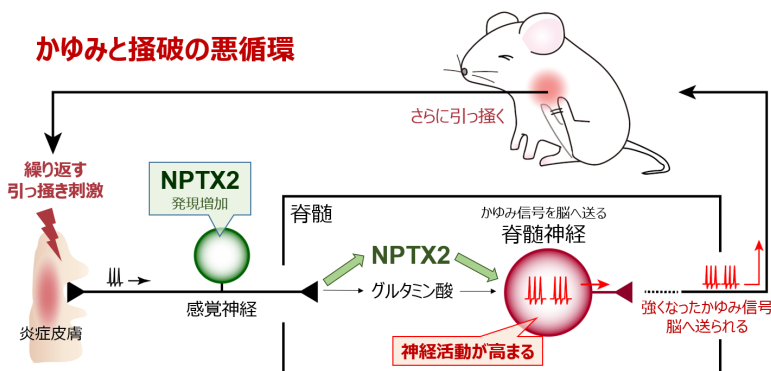 かゆみと掻破の悪循環
さらに引っ掻く
繰り返す
引っ掻き刺激
NPTX2
発現増加
脊髄
かゆみ信号を脳へ送る
脊髄神経
NPTX2
グルタミン酸
感覚神経
炎症皮膚
神経活動が高まる
強くなったかゆみ信号
脳へ送られる